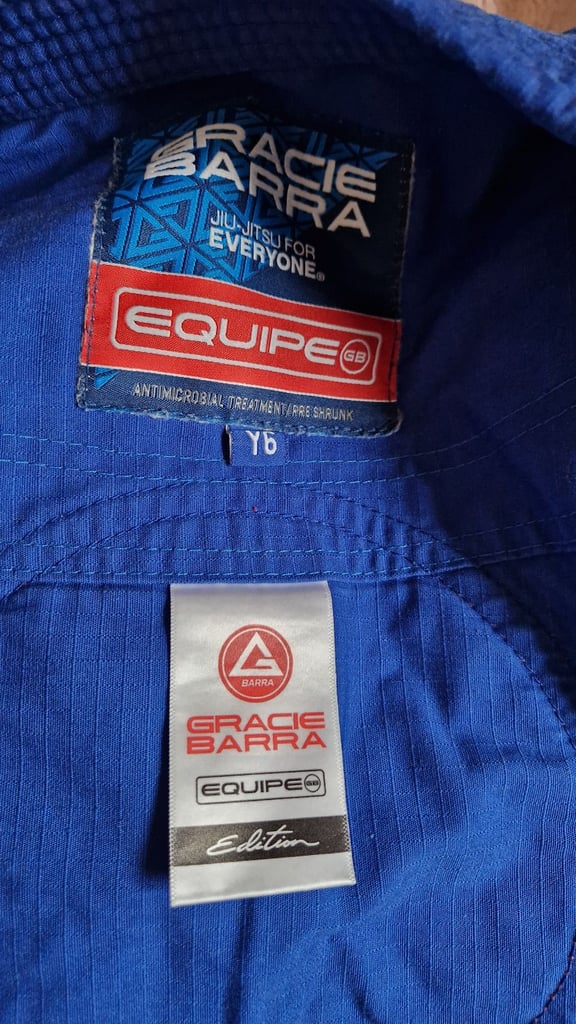 GRACIE
BARRA
JIU-JITSU FOR
EVERYONE®
EQUIPE GB
ANTIMICROBIAL TREATMENT/PRE SHRUNK
Y6
G
BARRA
GRACIE
BARRA
EQUIPE GB
Edition